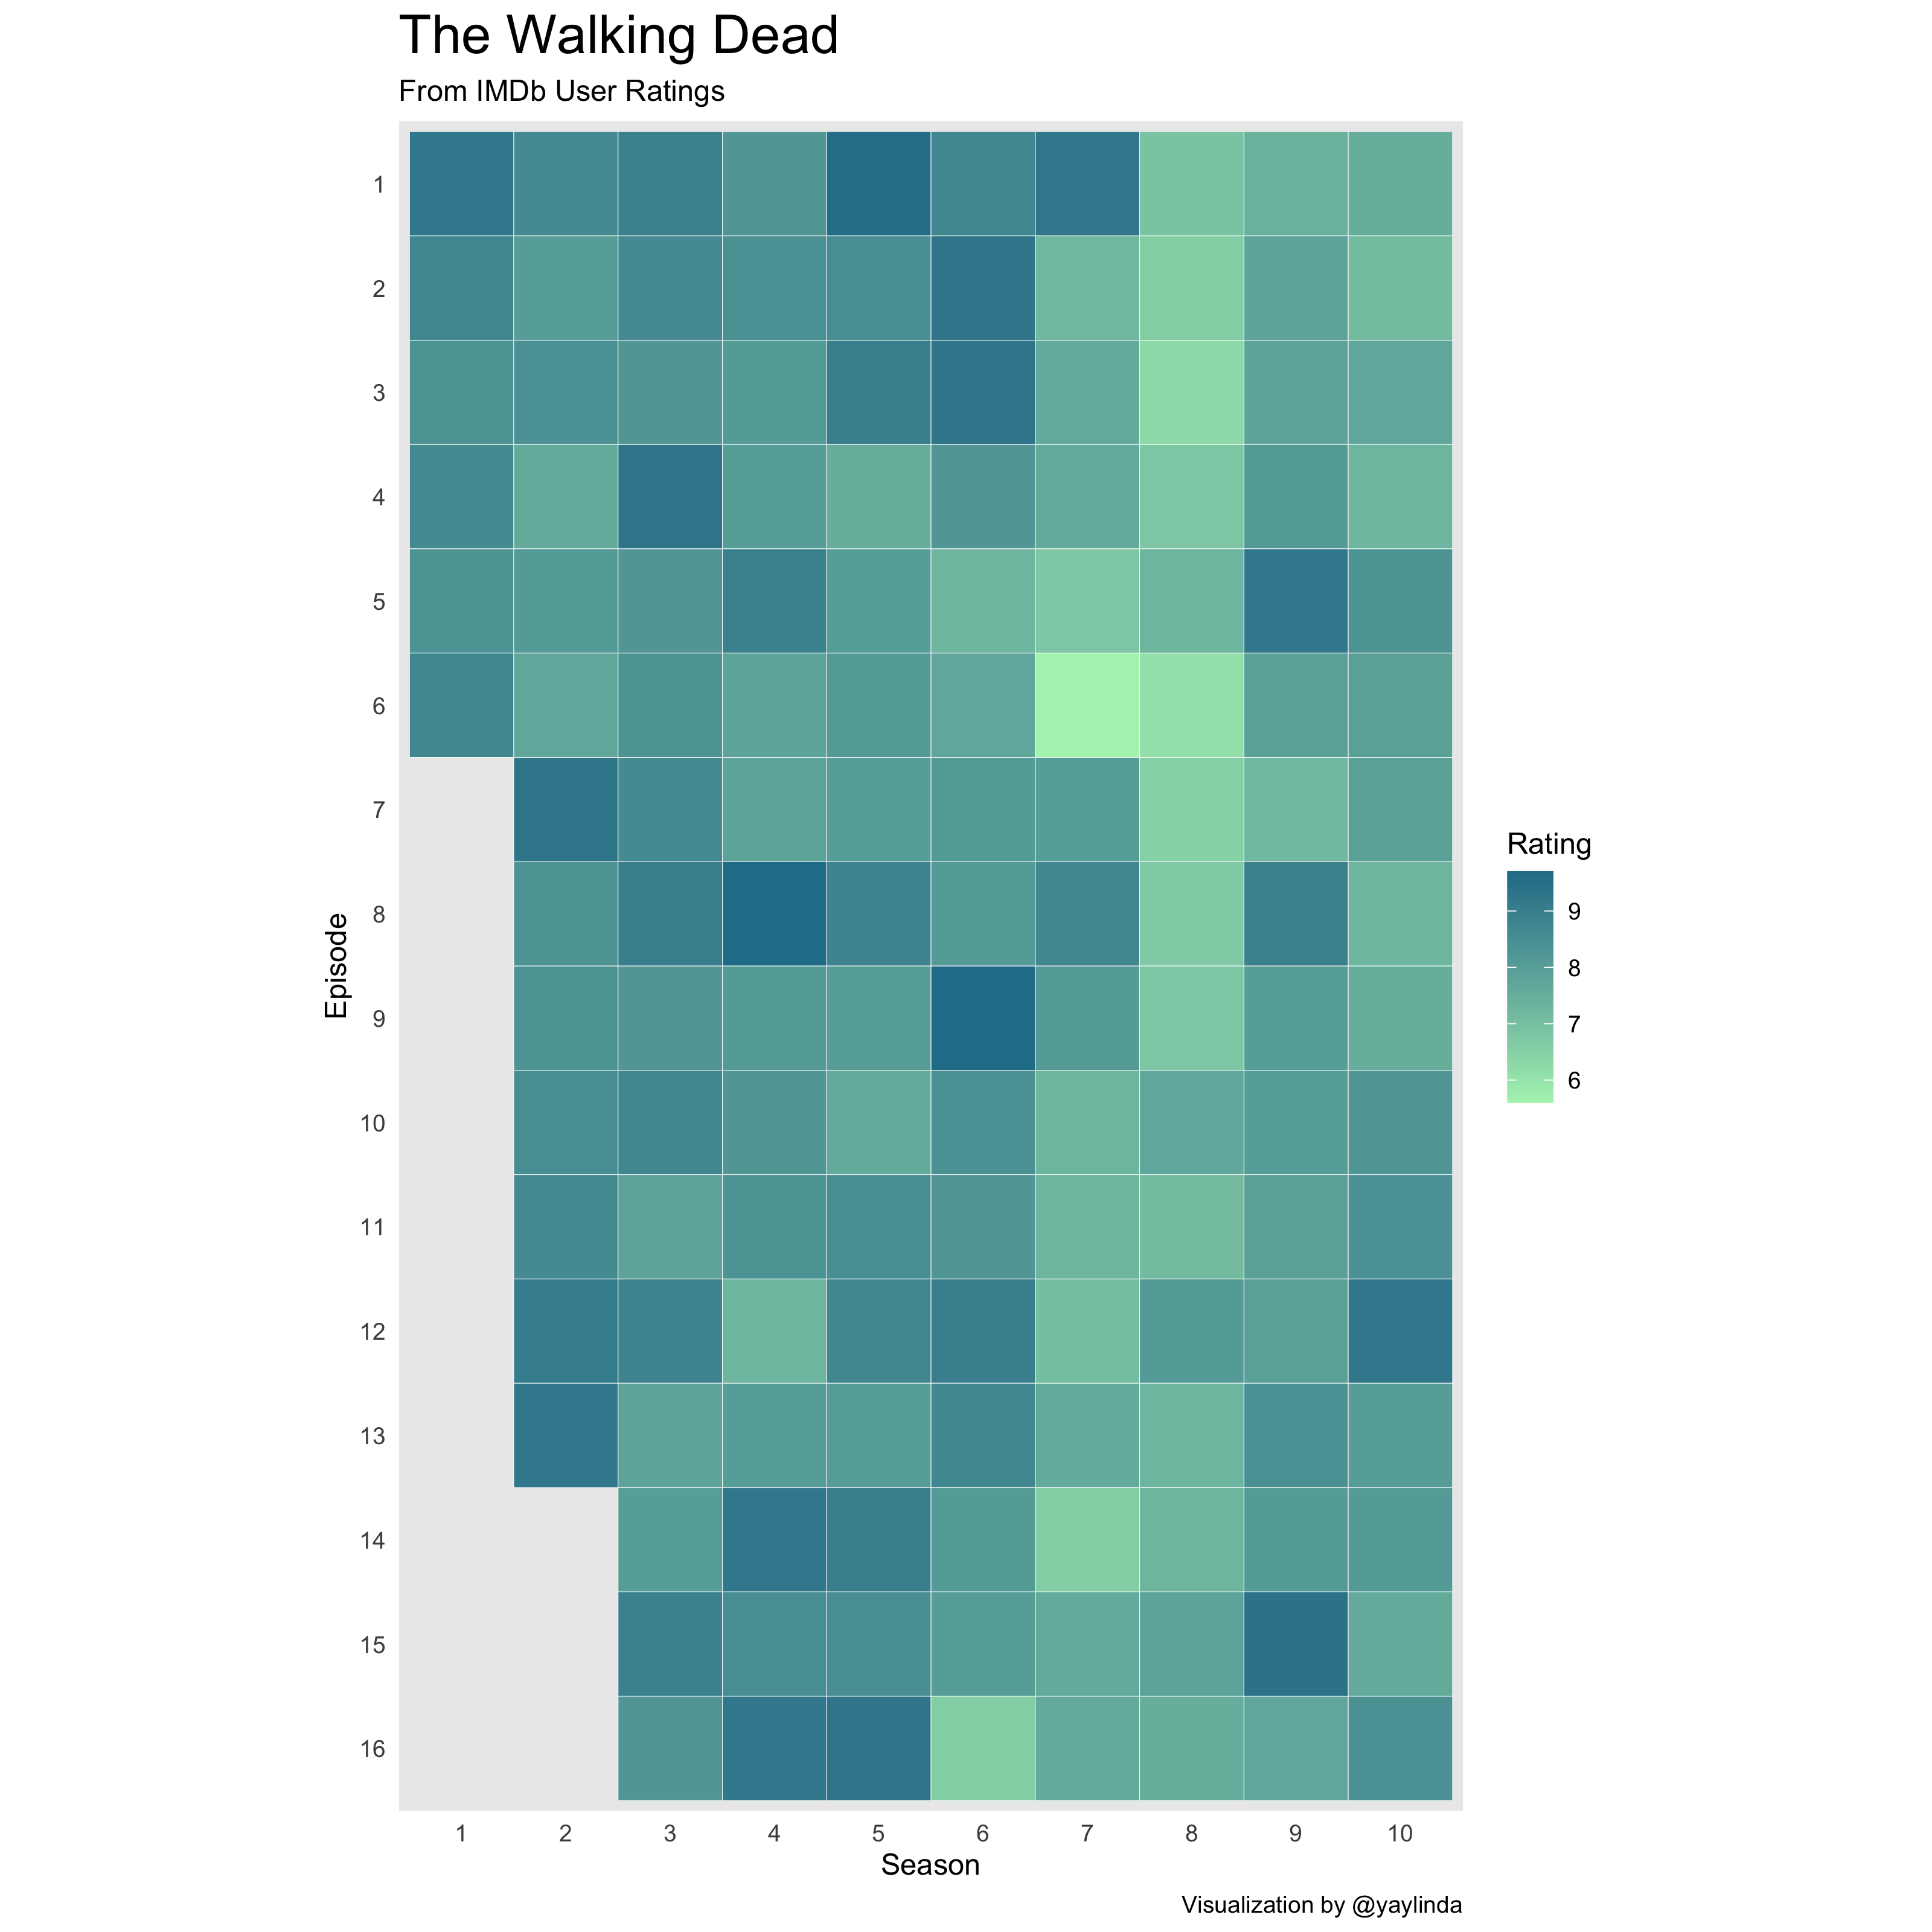 The Walking Dead
From IMDb User Ratings
1
2
3
4
5
6
7
8
9
10
11
12
13
14
15
16
Episode
Rating
9
8
7
6
1 2 3 4 5 6 7 8 9 10
Season
Visualization by @yaylinda